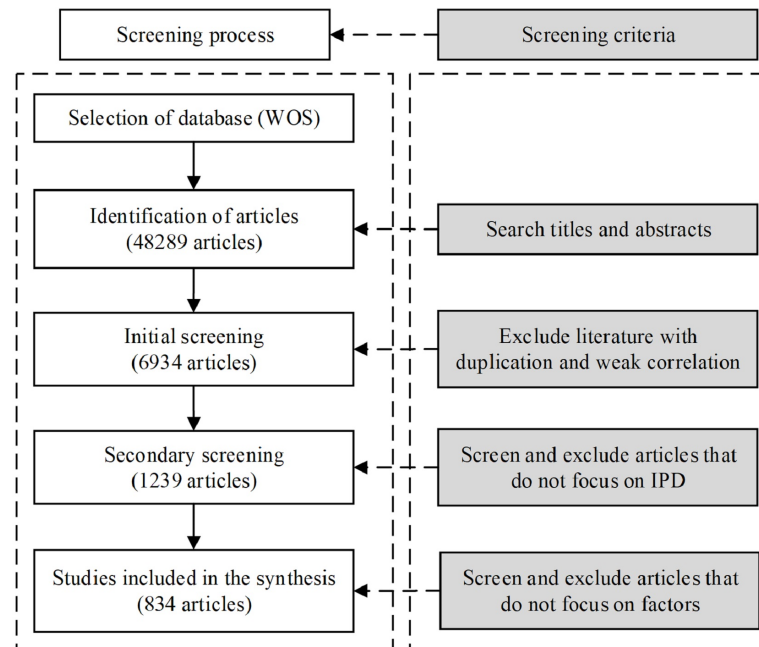 Screening process
Screening criteria
Selection of database (WOS)
Identification of articles
(48289 articles)
Search titles and abstracts
Initial screening
(6934 articles)
Exclude literature with
duplication and weak correlation
Secondary screening
(1239 articles)
Screen and exclude articles that
do not focus on IPD
Studies included in the synthesis
(834 articles)
Screen and exclude articles that
do not focus on factors